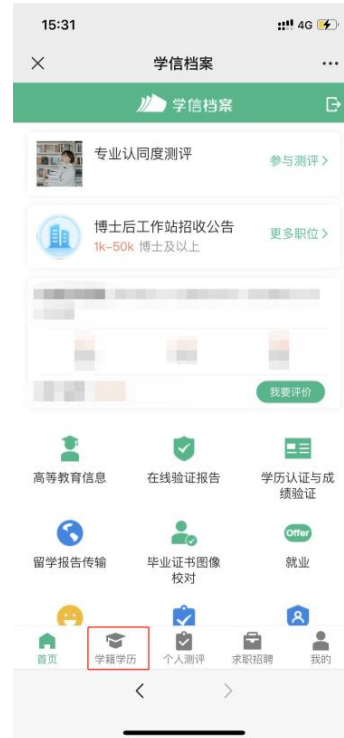 15:31
4G
学信档案
学信档案
专业认同度测评
参与测评
博士后工作站招收公告
更多职位
1k-50k 博士及以上
我要评价
高等教育信息
在线验证报告
学历认证与成
绩验证
Offer
留学报告传输
毕业证书图像
校对
就业
首页
学籍学历
个人测评
求职招聘
我的